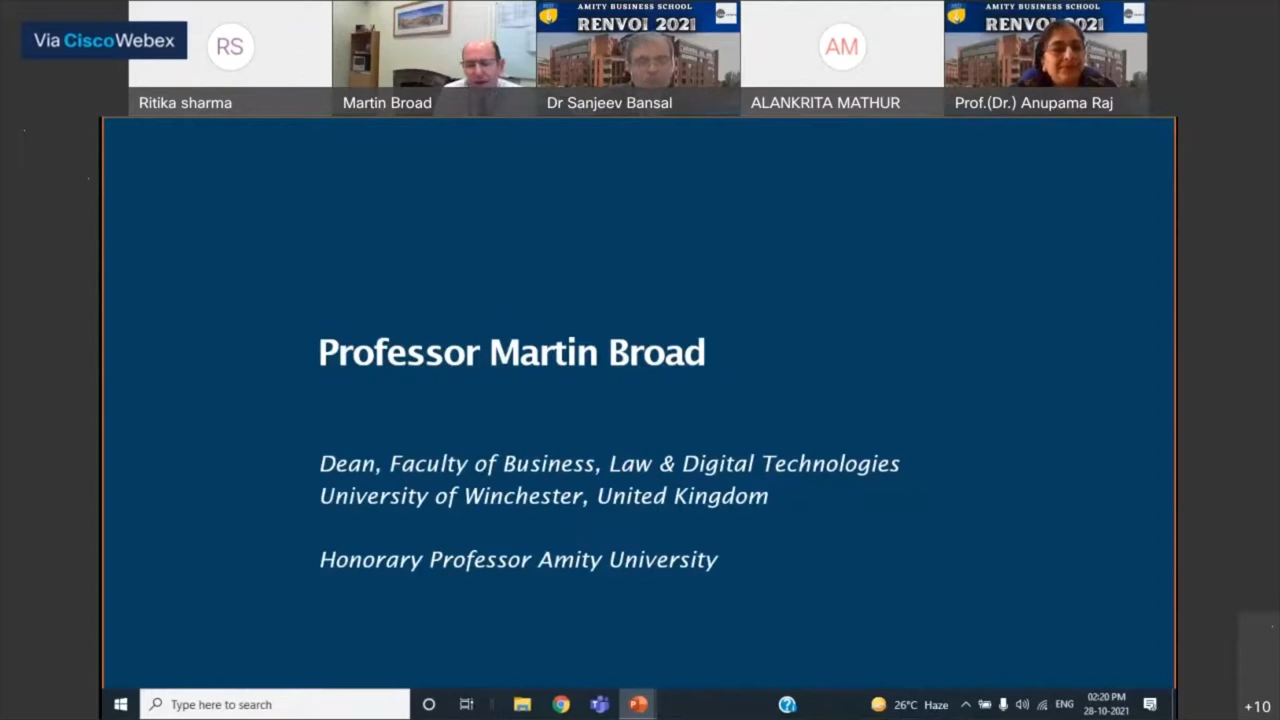 Via CiscoWebex
RS
AMITY BUSINESS SCHOOL
RENVOI 2021
AM
AMITY BUSINESS SCHOOL
RENVOI 2021
Ritika sharma
Martin Broad
Dr Sanjeev Bansal
ALANKRITA MATHUR
Prof.(Dr.) Anupama Raj
Professor Martin Broad
Dean, Faculty of Business, Law & Digital Technologies
University of Winchester, United Kingdom
Honorary Professor Amity University
Type here to search
26°C Haze
ENG
02:20 PM
28-10-2021
+10